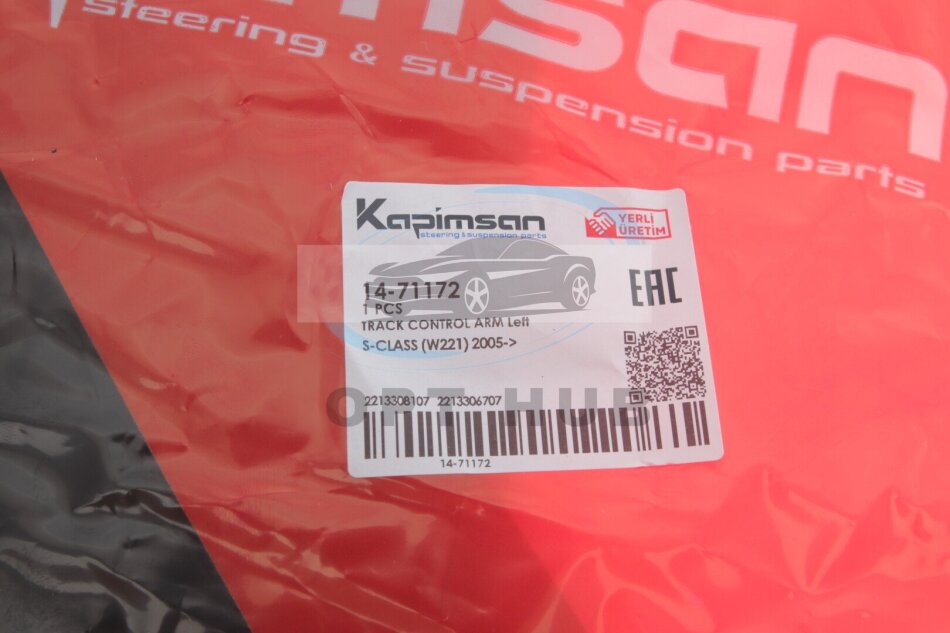 msan
steering & suspension parts
Kapimsan
steering & suspension parts
YERLİ
ÜRETİM
14-71172
1 PCS
TRACK CONTROL ARM Left
EAC
S-CLASS (W221) 2005->
OPT HUB
2213308107 2213306707
14-71172